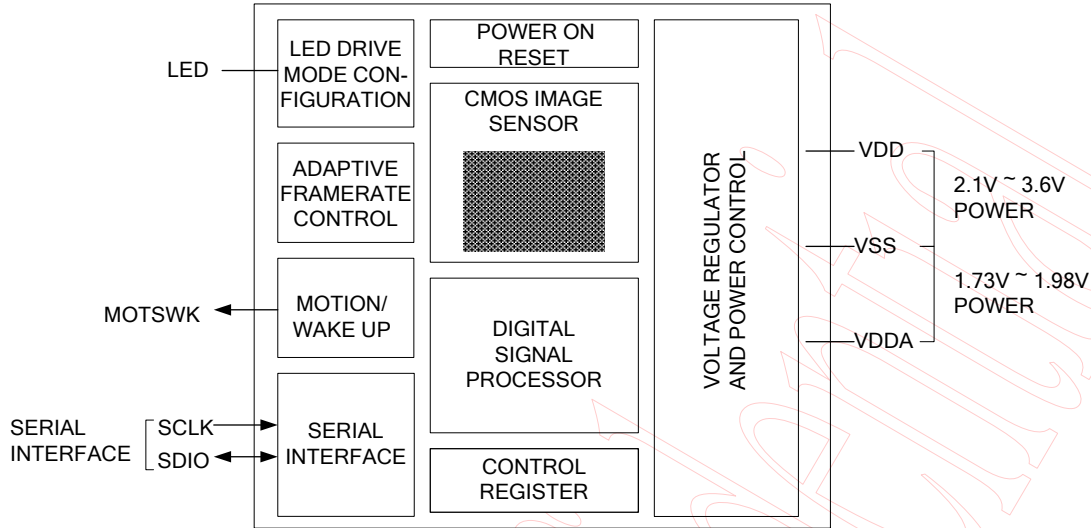 LED
LED DRIVE
MODE CON-
FIGURATION
ADAPTIVE
FRAMERATE
CONTROL
MOTSWK
MOTION/
WAKE UP
SERIAL
INTERFACE
SCLK
SDIO
SERIAL
INTERFACE
POWER ON
RESET
CMOS IMAGE
SENSOR
DIGITAL
SIGNAL
PROCESSOR
CONTROL
REGISTER
VOLTAGE REGULATOR
AND POWER CONTROL
VDD
VSS
VDDA
2.1V ~ 3.6V
POWER
1.73V ~ 1.98V
POWER